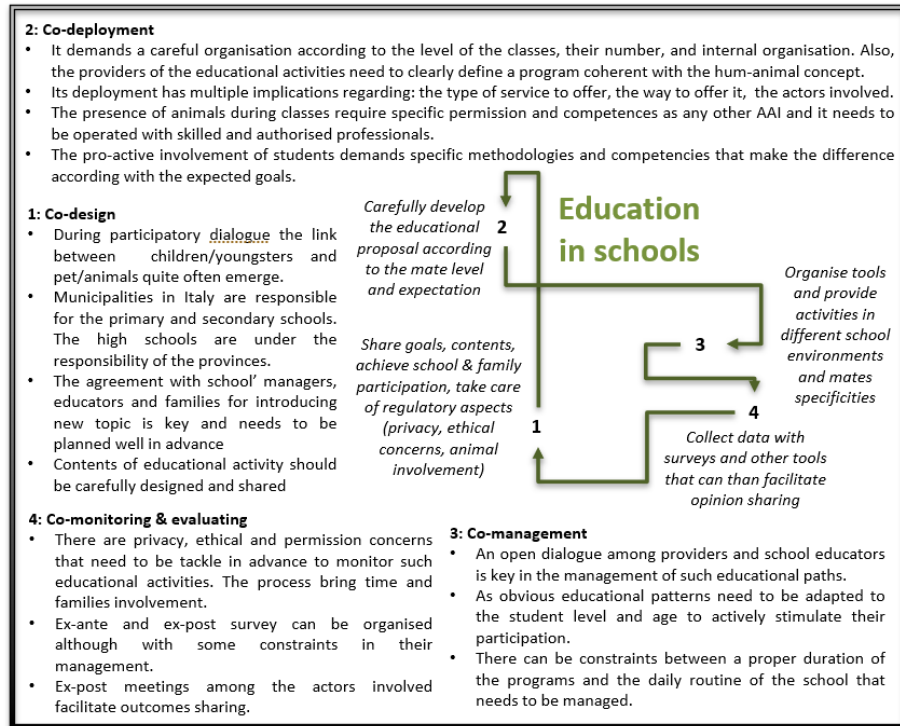 2: Co-deployment
• It demands a careful organisation according to the level of the classes, their number, and internal organisation. Also,
the providers of the educational activities need to clearly define a program coherent with the hum-animal concept.
• Its deployment has multiple implications regarding: the type of service to offer, the way to offer it, the actors involved.
• The presence of animals during classes require specific permission and competences as any other AAI and it needs to
be operated with skilled and authorised professionals.
• The pro-active involvement of students demands specific methodologies and competencies that make the difference
according with the expected goals.
1: Co-design
• During participatory dialogue the link
between children/youngsters and
pet/animals quite often emerge.
• Municipalities in Italy are responsible
for the primary and secondary schools.
The high schools are under the
responsibility of the provinces.
• The agreement with school' managers,
educators and families for introducing
new topic is key and needs to be
planned well in advance
• Contents of educational activity should
be carefully designed and shared
Carefully develop
the educational
proposal according
to the mate level
and expectation
2
Education
in schools
Share goals, contents,
achieve school & family
participation, take care
of regulatory aspects
(privacy, ethical
concerns, animal
involvement)
1
Organise tools
and provide
activities in
different school
environments
and mates
specificities
3
4
Collect data with
surveys and other tools
that can than facilitate
opinion sharing
4: Co-monitoring & evaluating
• There are privacy, ethical and permission concerns
that need to be tackle in advance to monitor such
educational activities. The process bring time and
families involvement.
• Ex-ante and ex-post survey can be organised
although with some constraints in their
management.
• Ex-post meetings among the actors involved
facilitate outcomes sharing.
3: Co-management
• An open dialogue among providers and school educators
is key in the management of such educational paths.
• As obvious educational patterns need to be adapted to
the student level and age to actively stimulate their
participation.
• There can be constraints between a proper duration of
the programs and the daily routine of the school that
needs to be managed.